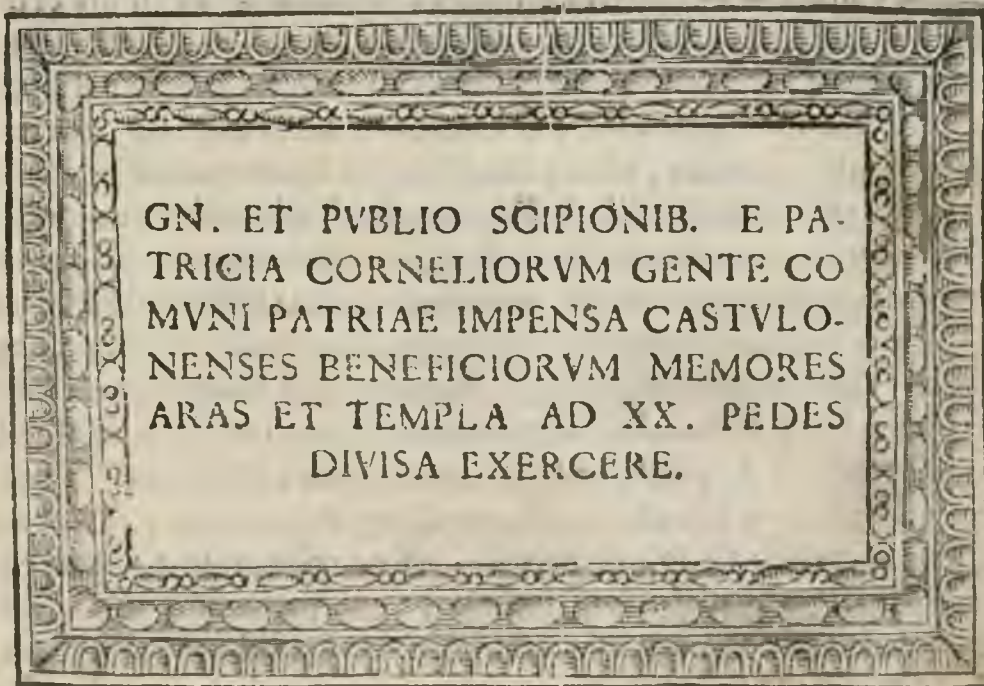 GN. ET PVBLIO SCIPIONIB. E PA-
TRICIA CORNELIORVM GENTE CO
MVNI PATRIAE IMPENSA CASTVLO-
NENSES BENEFICIORVM MEMORES
ARAS ET TEMPLA AD XX. PEDES
DIVISA EXERCERE.